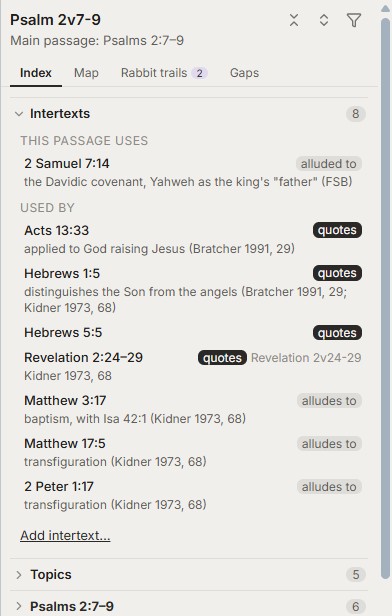 Psalm 2v7-9
Main passage: Psalms 2:7–9
Index Map Rabbit trails 2 Gaps
Intertexts 8
THIS PASSAGE USES
2 Samuel 7:14 alluded to
the Davidic covenant, Yahweh as the king's "father" (FSB)
USED BY
Acts 13:33 quotes
applied to God raising Jesus (Bratcher 1991, 29)
Hebrews 1:5 quotes
distinguishes the Son from the angels (Bratcher 1991, 29;
Kidner 1973, 68)
Hebrews 5:5 quotes
Revelation 2:24–29 quotes Revelation 2v24-29
Kidner 1973, 68
Matthew 3:17 alludes to
baptism, with Isa 42:1 (Kidner 1973, 68)
Matthew 17:5 alludes to
transfiguration (Kidner 1973, 68)
2 Peter 1:17 alludes to
transfiguration (Kidner 1973, 68)
Add intertext...
Topics 5
Psalms 2:7–9 6